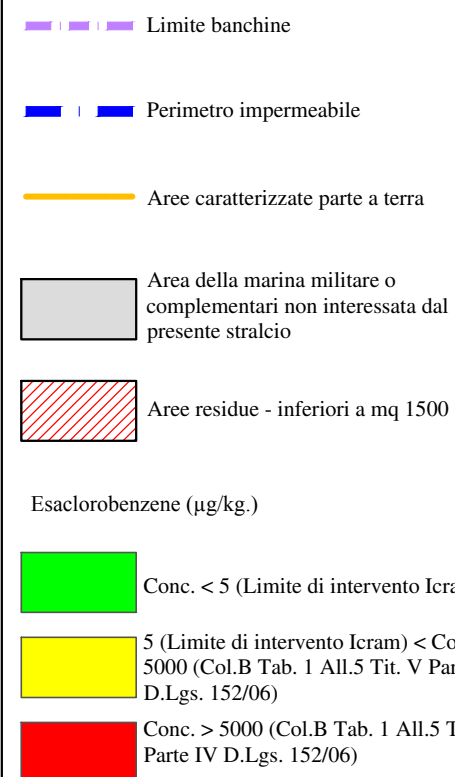 Limite banchine
Perimetro impermeabile
Aree caratterizzate parte a terra
Area della marina militare o
complementari non interessata dal
presente stralcio
Aree residue - inferiori a mq 1500
Esaclorobenzene (µg/kg.)
Conc. < 5 (Limite di intervento Icra
5 (Limite di intervento Icram) < Co
5000 (Col.B Tab. 1 All.5 Tit. V Par
D.Lgs. 152/06)
Conc. > 5000 (Col.B Tab. 1 All.5 T
Parte IV D.Lgs. 152/06)